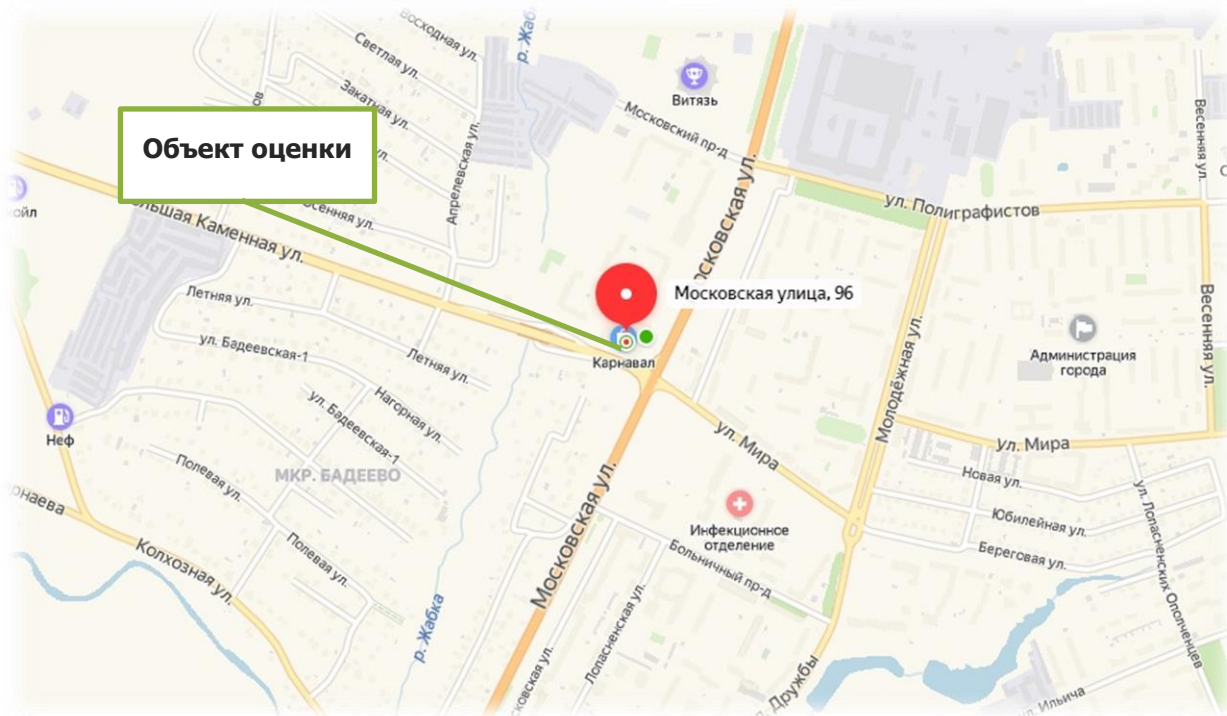 Восходная ул.
Светлая ул.
р. Жабка
Витязь
Закатная ул.
Московский пр-д
Весенняя ул.
Объект оценки
Апрелевская ул.
ул. Полиграфистов
Осенняя ул.
Большая Каменная ул.
Московская ул.
Московская улица, 96
Летняя ул.
Весенняя ул.
Карнавал
Администрация
города
Молодёжная ул.
ул. Бадеевская-1
Летняя ул.
Нагорная ул.
ул. Бадеевская-1
Неф
ул. Мира
ул. Мира
Полевая ул.
МКР. БАДЕЕВО
Новая ул.
ул. Лопасненских Ополченцев
Инфекционное
отделение
Юбилейная ул.
Береговая ул.
Колхозная ул.
Полевая ул.
Московская ул.
Больничный пр-д
р. Жабка
Лопасненская ул.
Московская ул.
Дружбы
Ильича